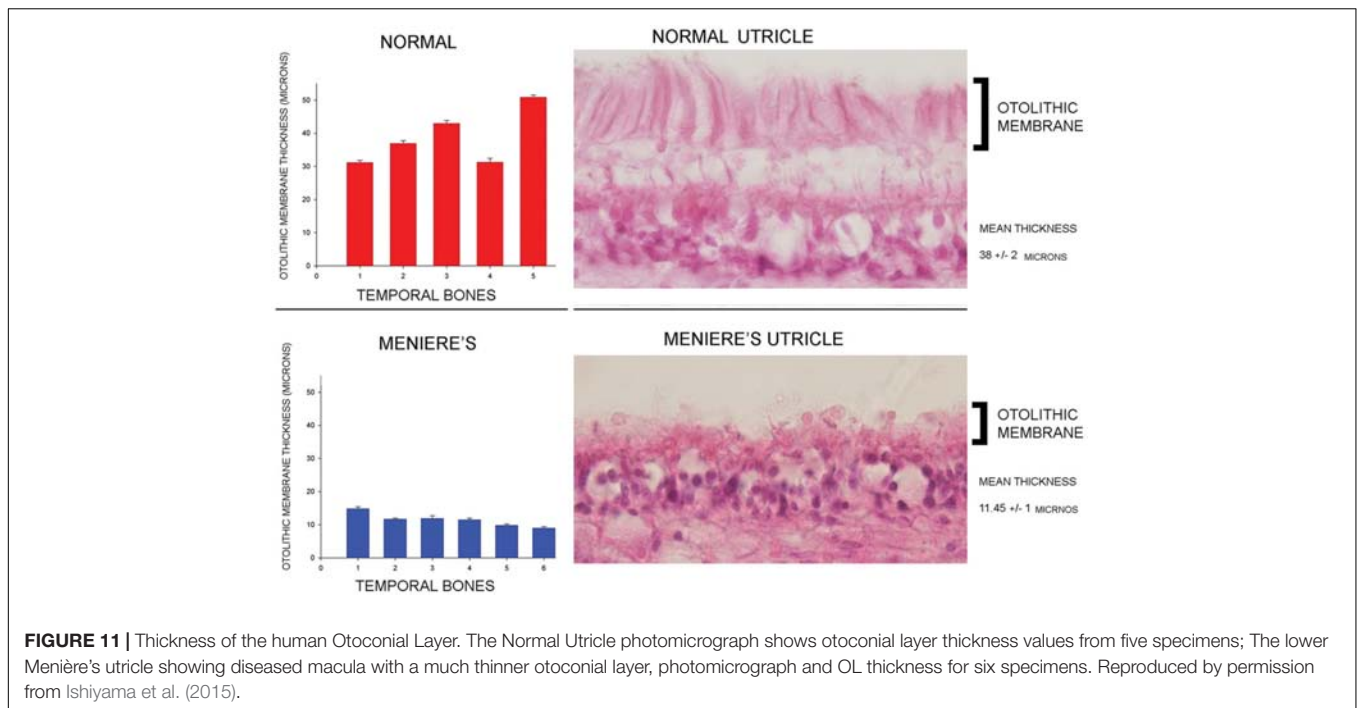 NORMAL
OTOLITHIC MEMBRANE THICKNESS (MICRONS)
50
40
30
20
10
0
0 1 2 3 4 5
TEMPORAL BONES
NORMAL UTRICLE
OTOLITHIC
MEMBRANE
MEAN THICKNESS
38 +/- 2 MICRONS
MENIERE'S
OTOLITHIC MEMBRANE THICKNESS (MICRONS)
50
40
30
20
10
0
0 1 2 3 4 5 6
TEMPORAL BONES
MENIERE'S UTRICLE
OTOLITHIC
MEMBRANE
MEAN THICKNESS
11.45 +/- 1 MICRNOS
FIGURE 11 | Thickness of the human Otoconial Layer. The Normal Utricle photomicrograph shows otoconial layer thickness values from five specimens; The lower
Menière's utricle showing diseased macula with a much thinner otoconial layer, photomicrograph and OL thickness for six specimens. Reproduced by permission
from Ishiyama et al. (2015).